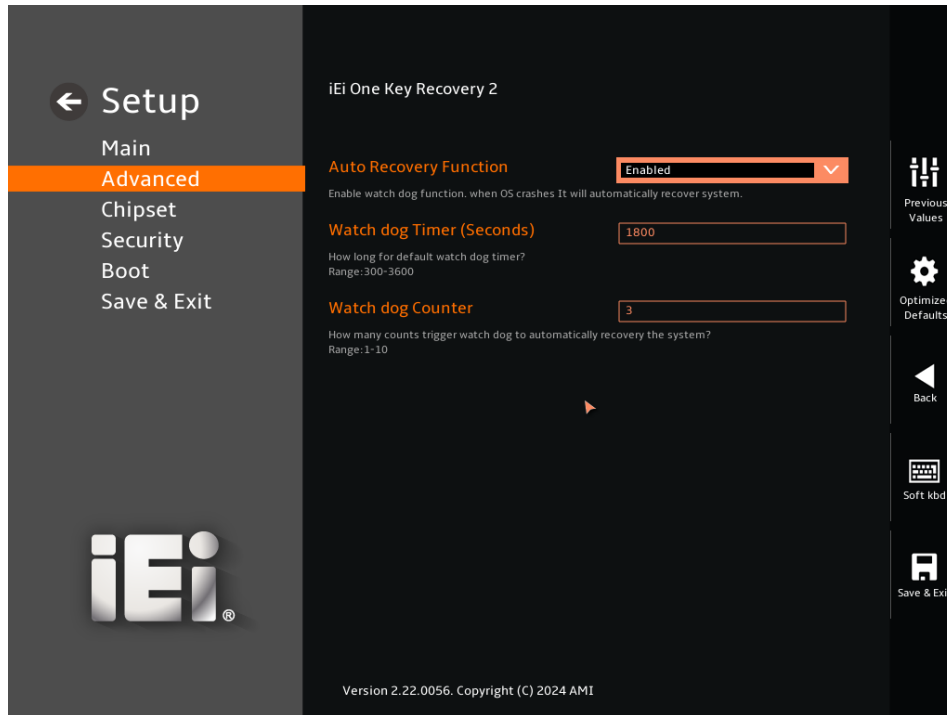 Setup
Main
Advanced
Chipset
Security
Boot
Save & Exit
iEi®
iEi One Key Recovery 2
Auto Recovery Function
Enabled
Enable watch dog function. when OS crashes It will automatically recover system.
Watch dog Timer (Seconds)
1800
How long for default watch dog timer?
Range:300-3600
Watch dog Counter
3
How many counts trigger watch dog to automatically recovery the system?
Range:1-10
Version 2.22.0056. Copyright (C) 2024 AMI
Previous
Values
Optimize
Defaults
Back
Soft kbd
Save & Exi